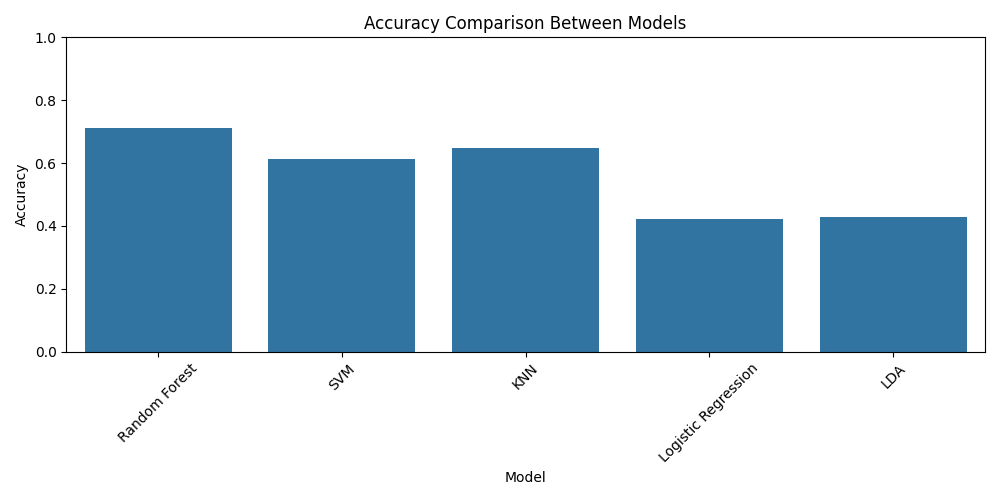 Accuracy Comparison Between Models
Accuracy
1.0
0.8
0.6
0.4
0.2
0.0
Random Forest
SVM
KNN
Logistic Regression
LDA
Model